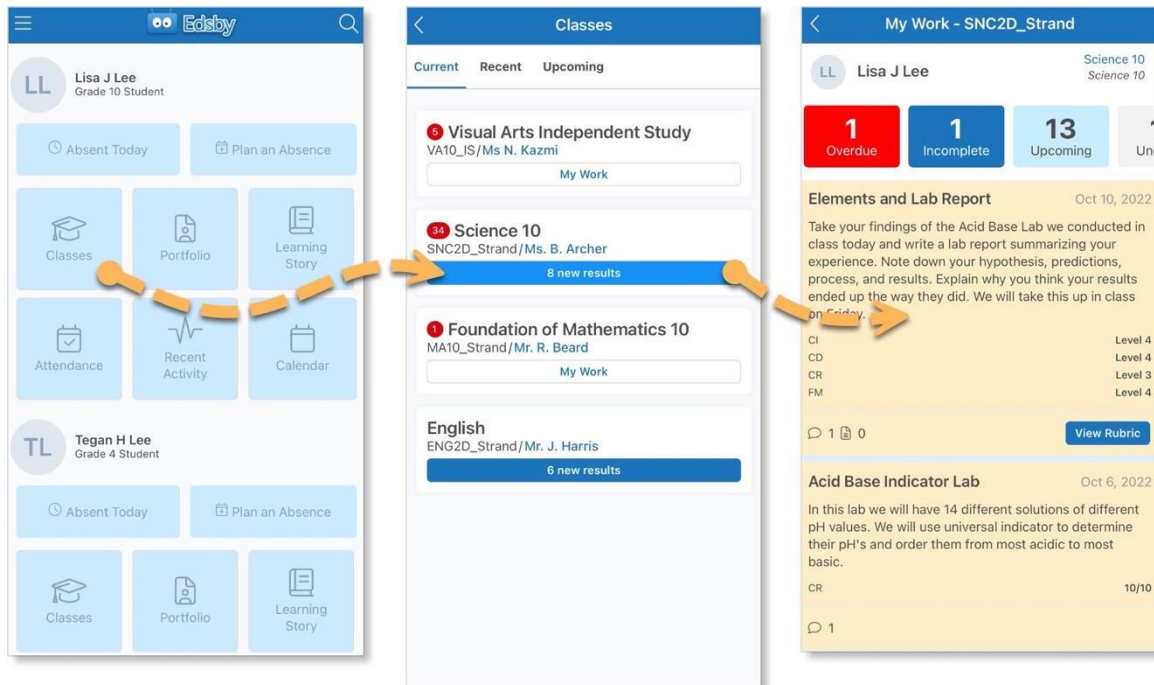 Edsby
LL
Lisa J Lee
Grade 10 Student
Absent Today
Plan an Absence
Classes
Portfolio
Learning
Story
Attendance
Recent
Activity
Calendar
TL
Tegan H Lee
Grade 4 Student
Absent Today
Plan an Absence
Classes
Portfolio
Learning
Story
Classes
Current Recent Upcoming
5 Visual Arts Independent Study
VA10_IS/Ms N. Kazmi
My Work
34 Science 10
SNC2D_Strand/Ms. B. Archer
8 new results
1 Foundation of Mathematics 10
MA10_Strand/Mr. R. Beard
My Work
English
ENG2D_Strand/Mr. J. Harris
6 new results
My Work - SNC2D_Strand
LL
Lisa J Lee
Science 10
Science 10
1
Overdue
1
Incomplete
13
Upcoming
Elements and Lab Report Oct 10, 2022
Take your findings of the Acid Base Lab we conducted in
class today and write a lab report summarizing your
experience. Note down your hypothesis, predictions,
process, and results. Explain why you think your results
ended up the way they did. We will take this up in class
on Friday.
CI Level 4
CD Level 4
CR Level 3
FM Level 4
1 0
View Rubric
Acid Base Indicator Lab Oct 6, 2022
In this lab we will have 14 different solutions of different
pH values. We will use universal indicator to determine
their pH's and order them from most acidic to most
basic.
CR 10/10
1